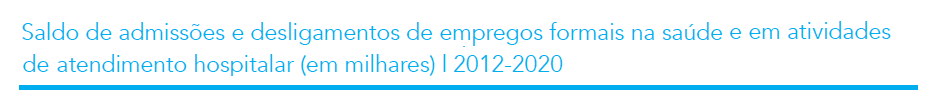 Saldo de admissões e desligamentos de empregos formais na saúde e em atividades
de atendimento hospitalar (em milhares) | 2012-2020